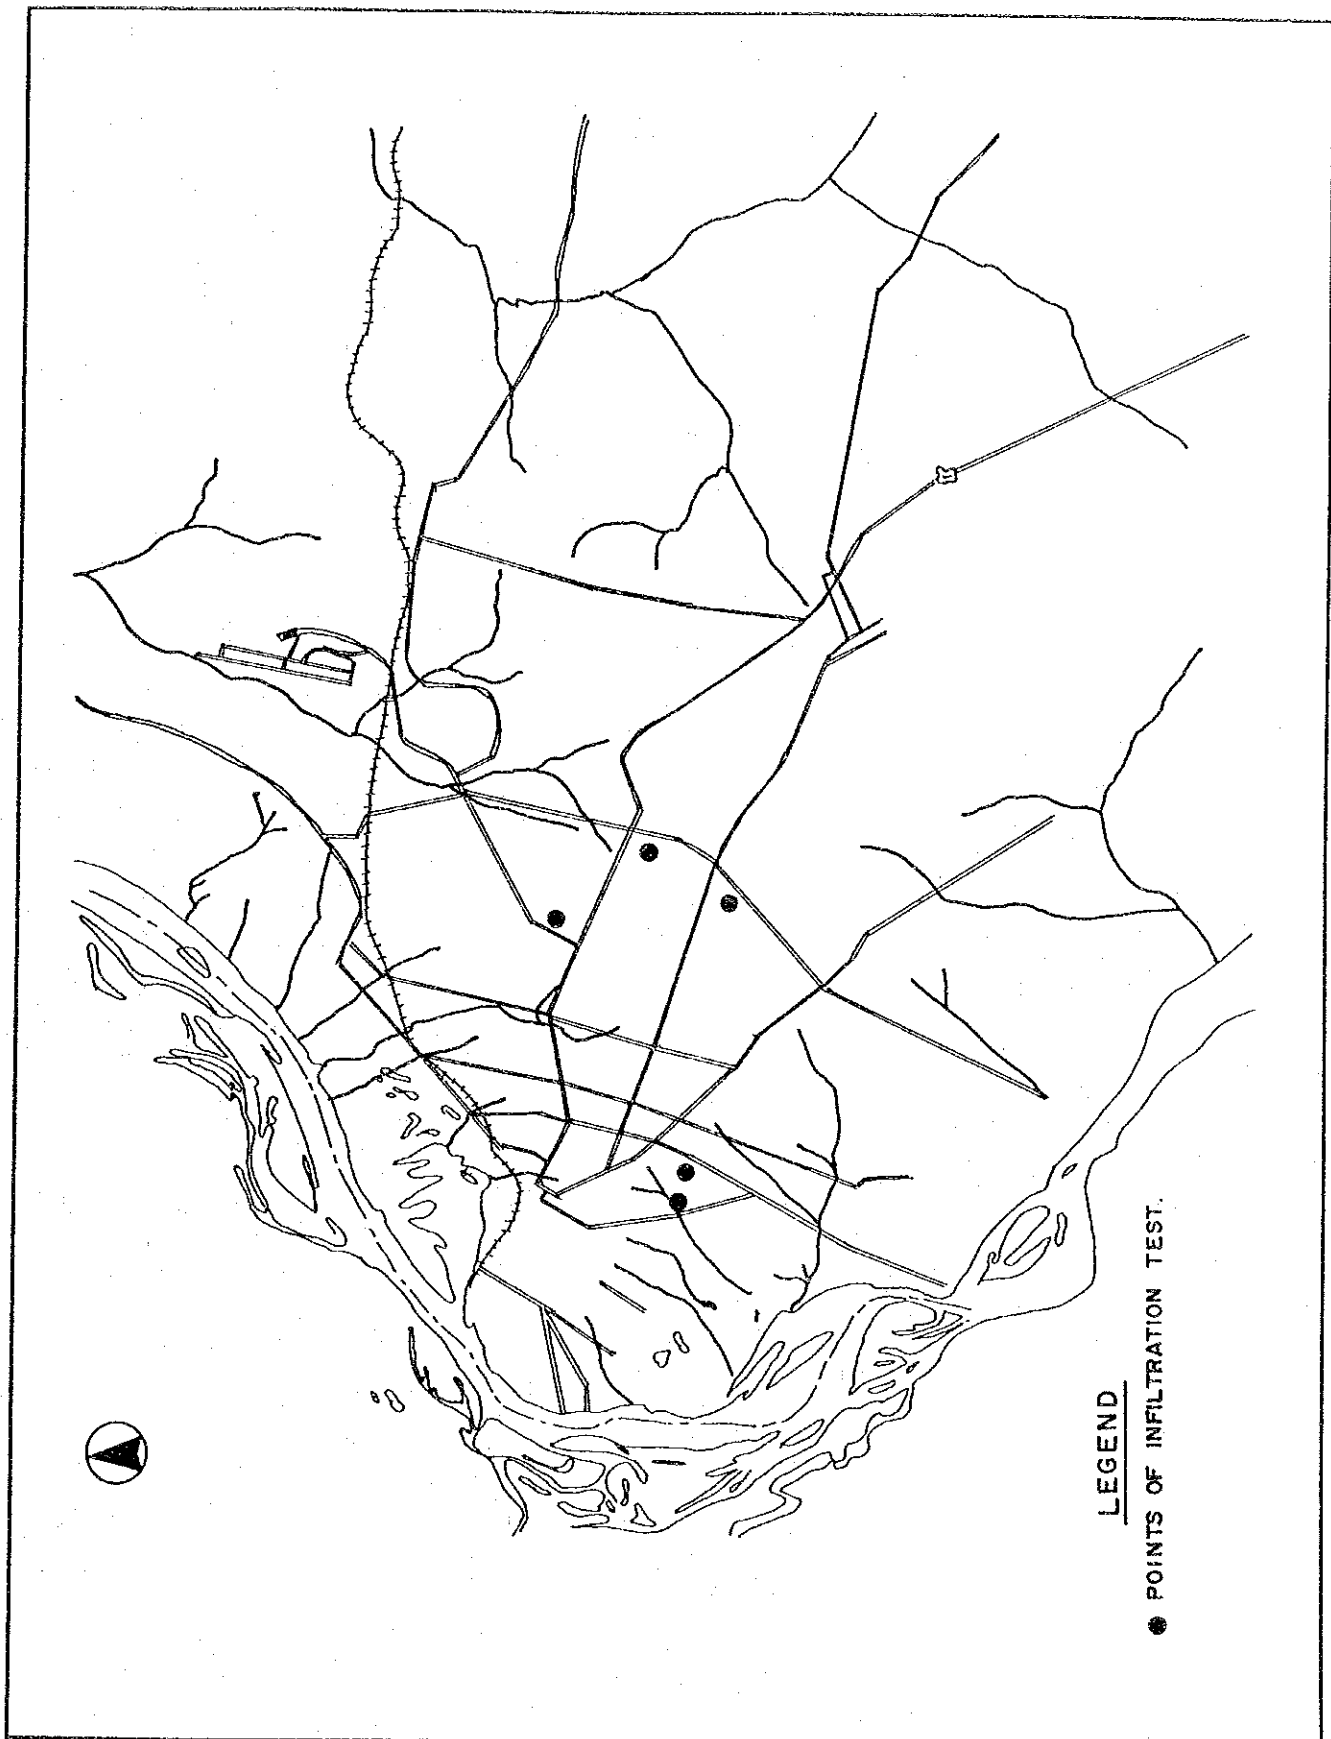 LEGEND
● POINTS OF INFILTRATION TEST.